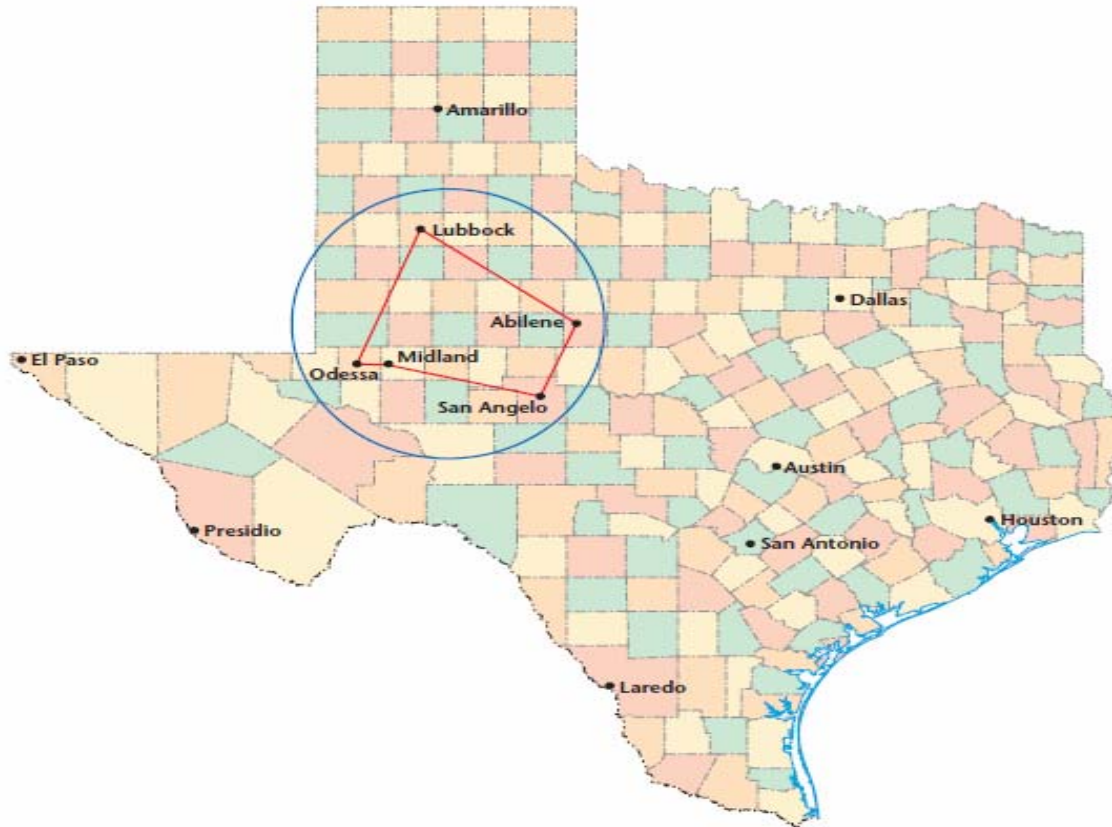 Amarillo
Lubbock
Dallas
Abilene
El Paso
Midland
Odessa
San Angelo
Austin
Presidio
Houston
San Antonio
Laredo